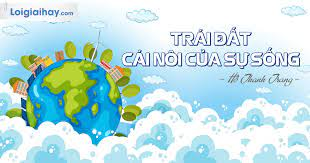 Loigiaihay.com
TRÁI ĐẤT
CÁI NÔI CỦA SỰ SỐNG
- Hồ Thanh Trang -